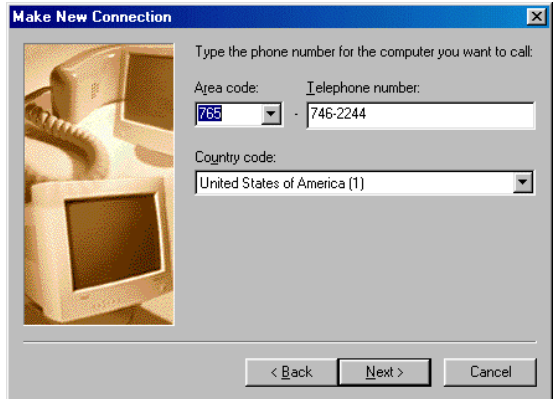 Make New Connection
Type the phone number for the computer you want to call:
Area code: Telephone number:
765 - 746-2244
Country code:
United States of America (1)
< Back Next > Cancel